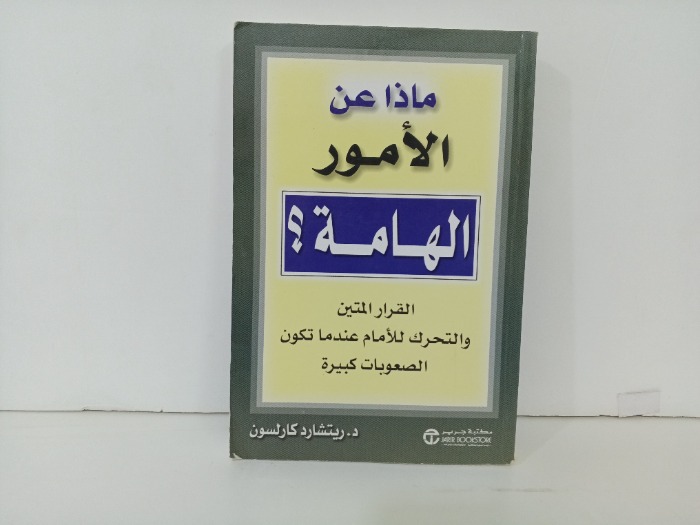 ماذا عن
الأمور
الهامة؟
القرار المتين
والتحرك للأمام عندما تكون
الصعوبات كبيرة
د. ريتشارد كارلسون
مكتبة جرير
JARIR BOOKSTORE